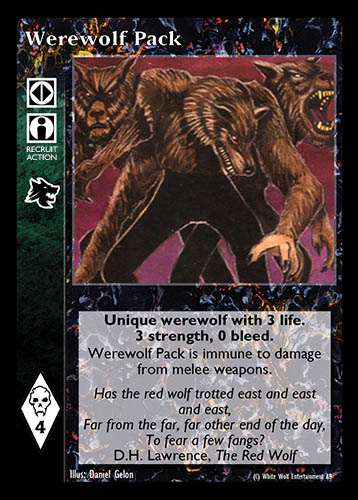 Werewolf Pack
RECRUIT
ACTION
Unique werewolf with 3 life.
3 strength, 0 bleed.
Werewolf Pack is immune to damage
from melee weapons.
Has the red wolf trotted east and east
and east,
Far from the far, far other end of the day,
To fear a few fangs?
D.H. Lawrence, The Red Wolf
4
Illus: Daniel Gelon
(C) White Wolf Entertainment AB